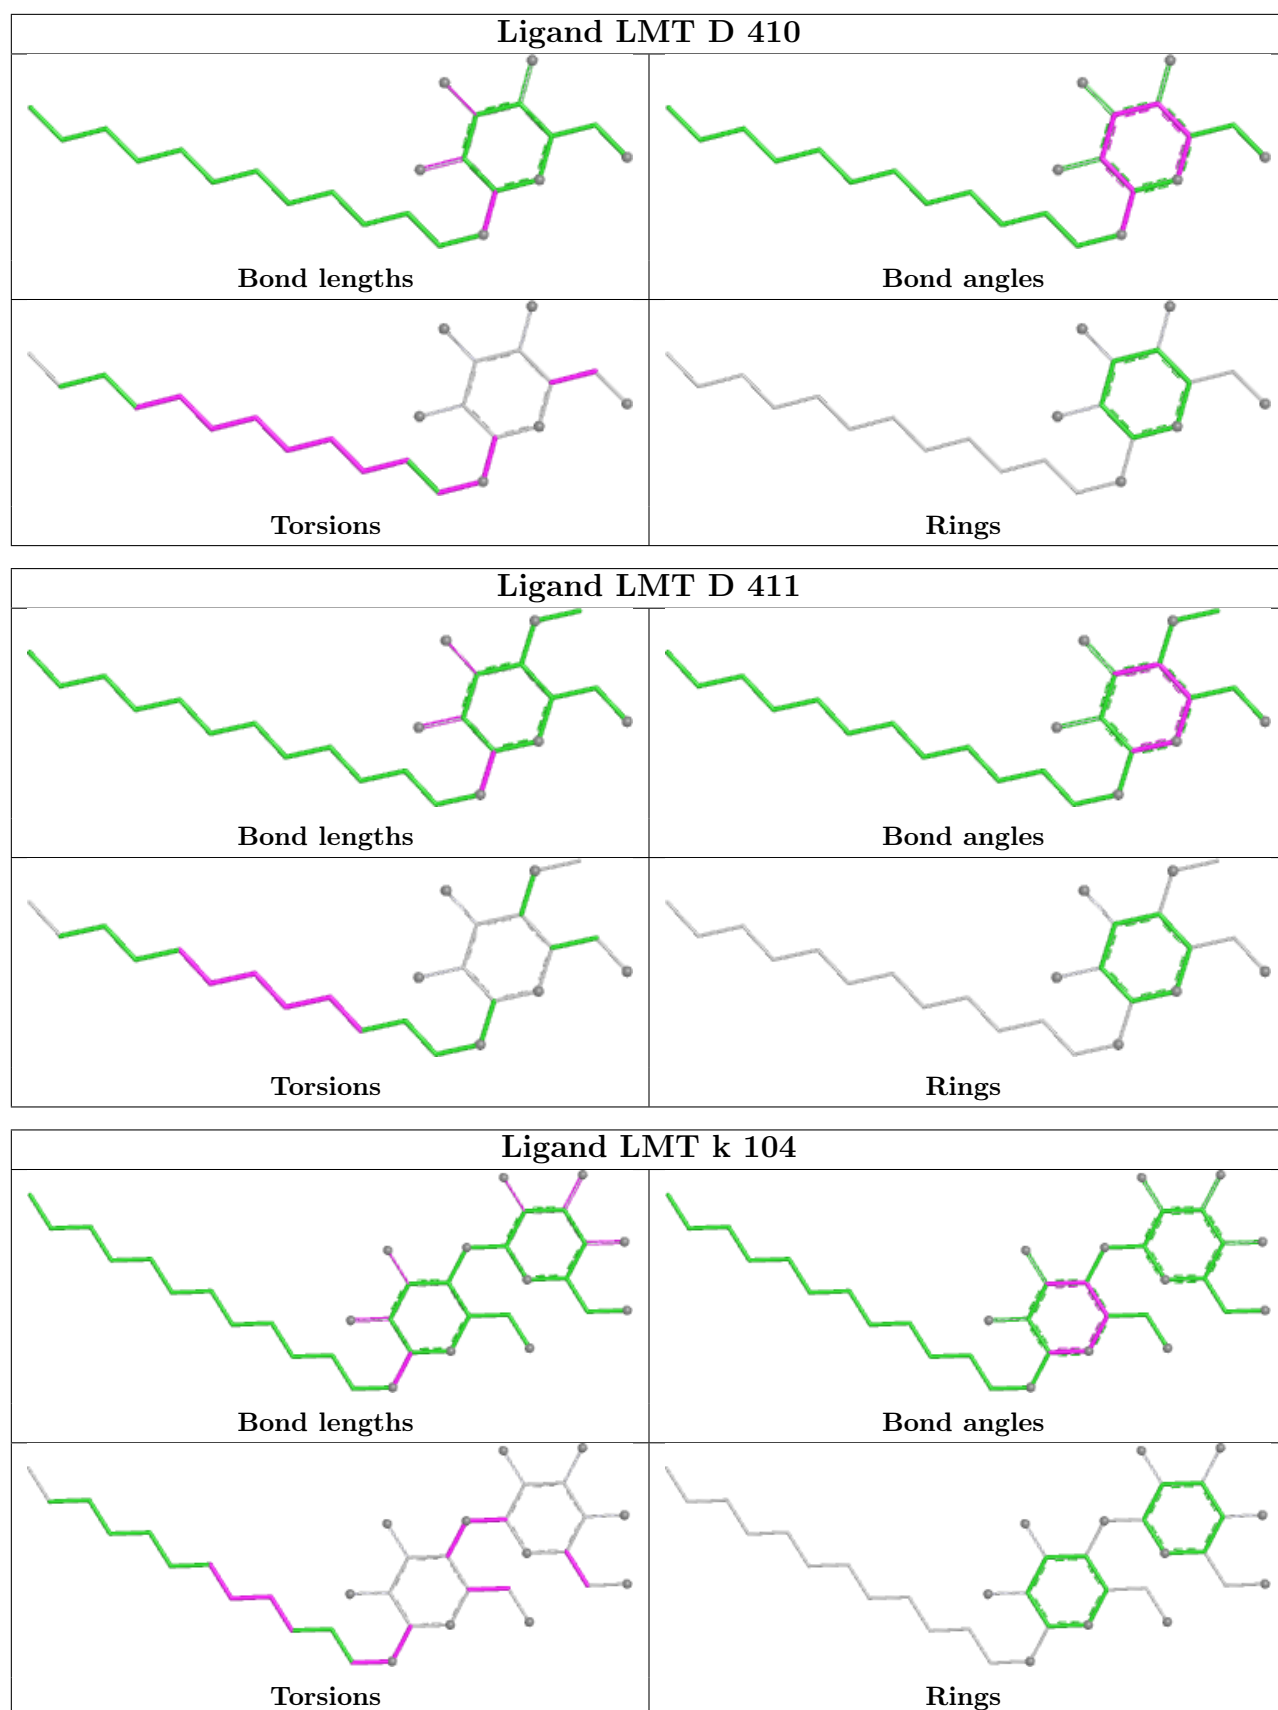 Ligand LMT D 410
Bond lengths
Bond angles
Torsions
Rings
Ligand LMT D 411
Bond lengths
Bond angles
Torsions
Rings
Ligand LMT k 104
Bond lengths
Bond angles
Torsions
Rings